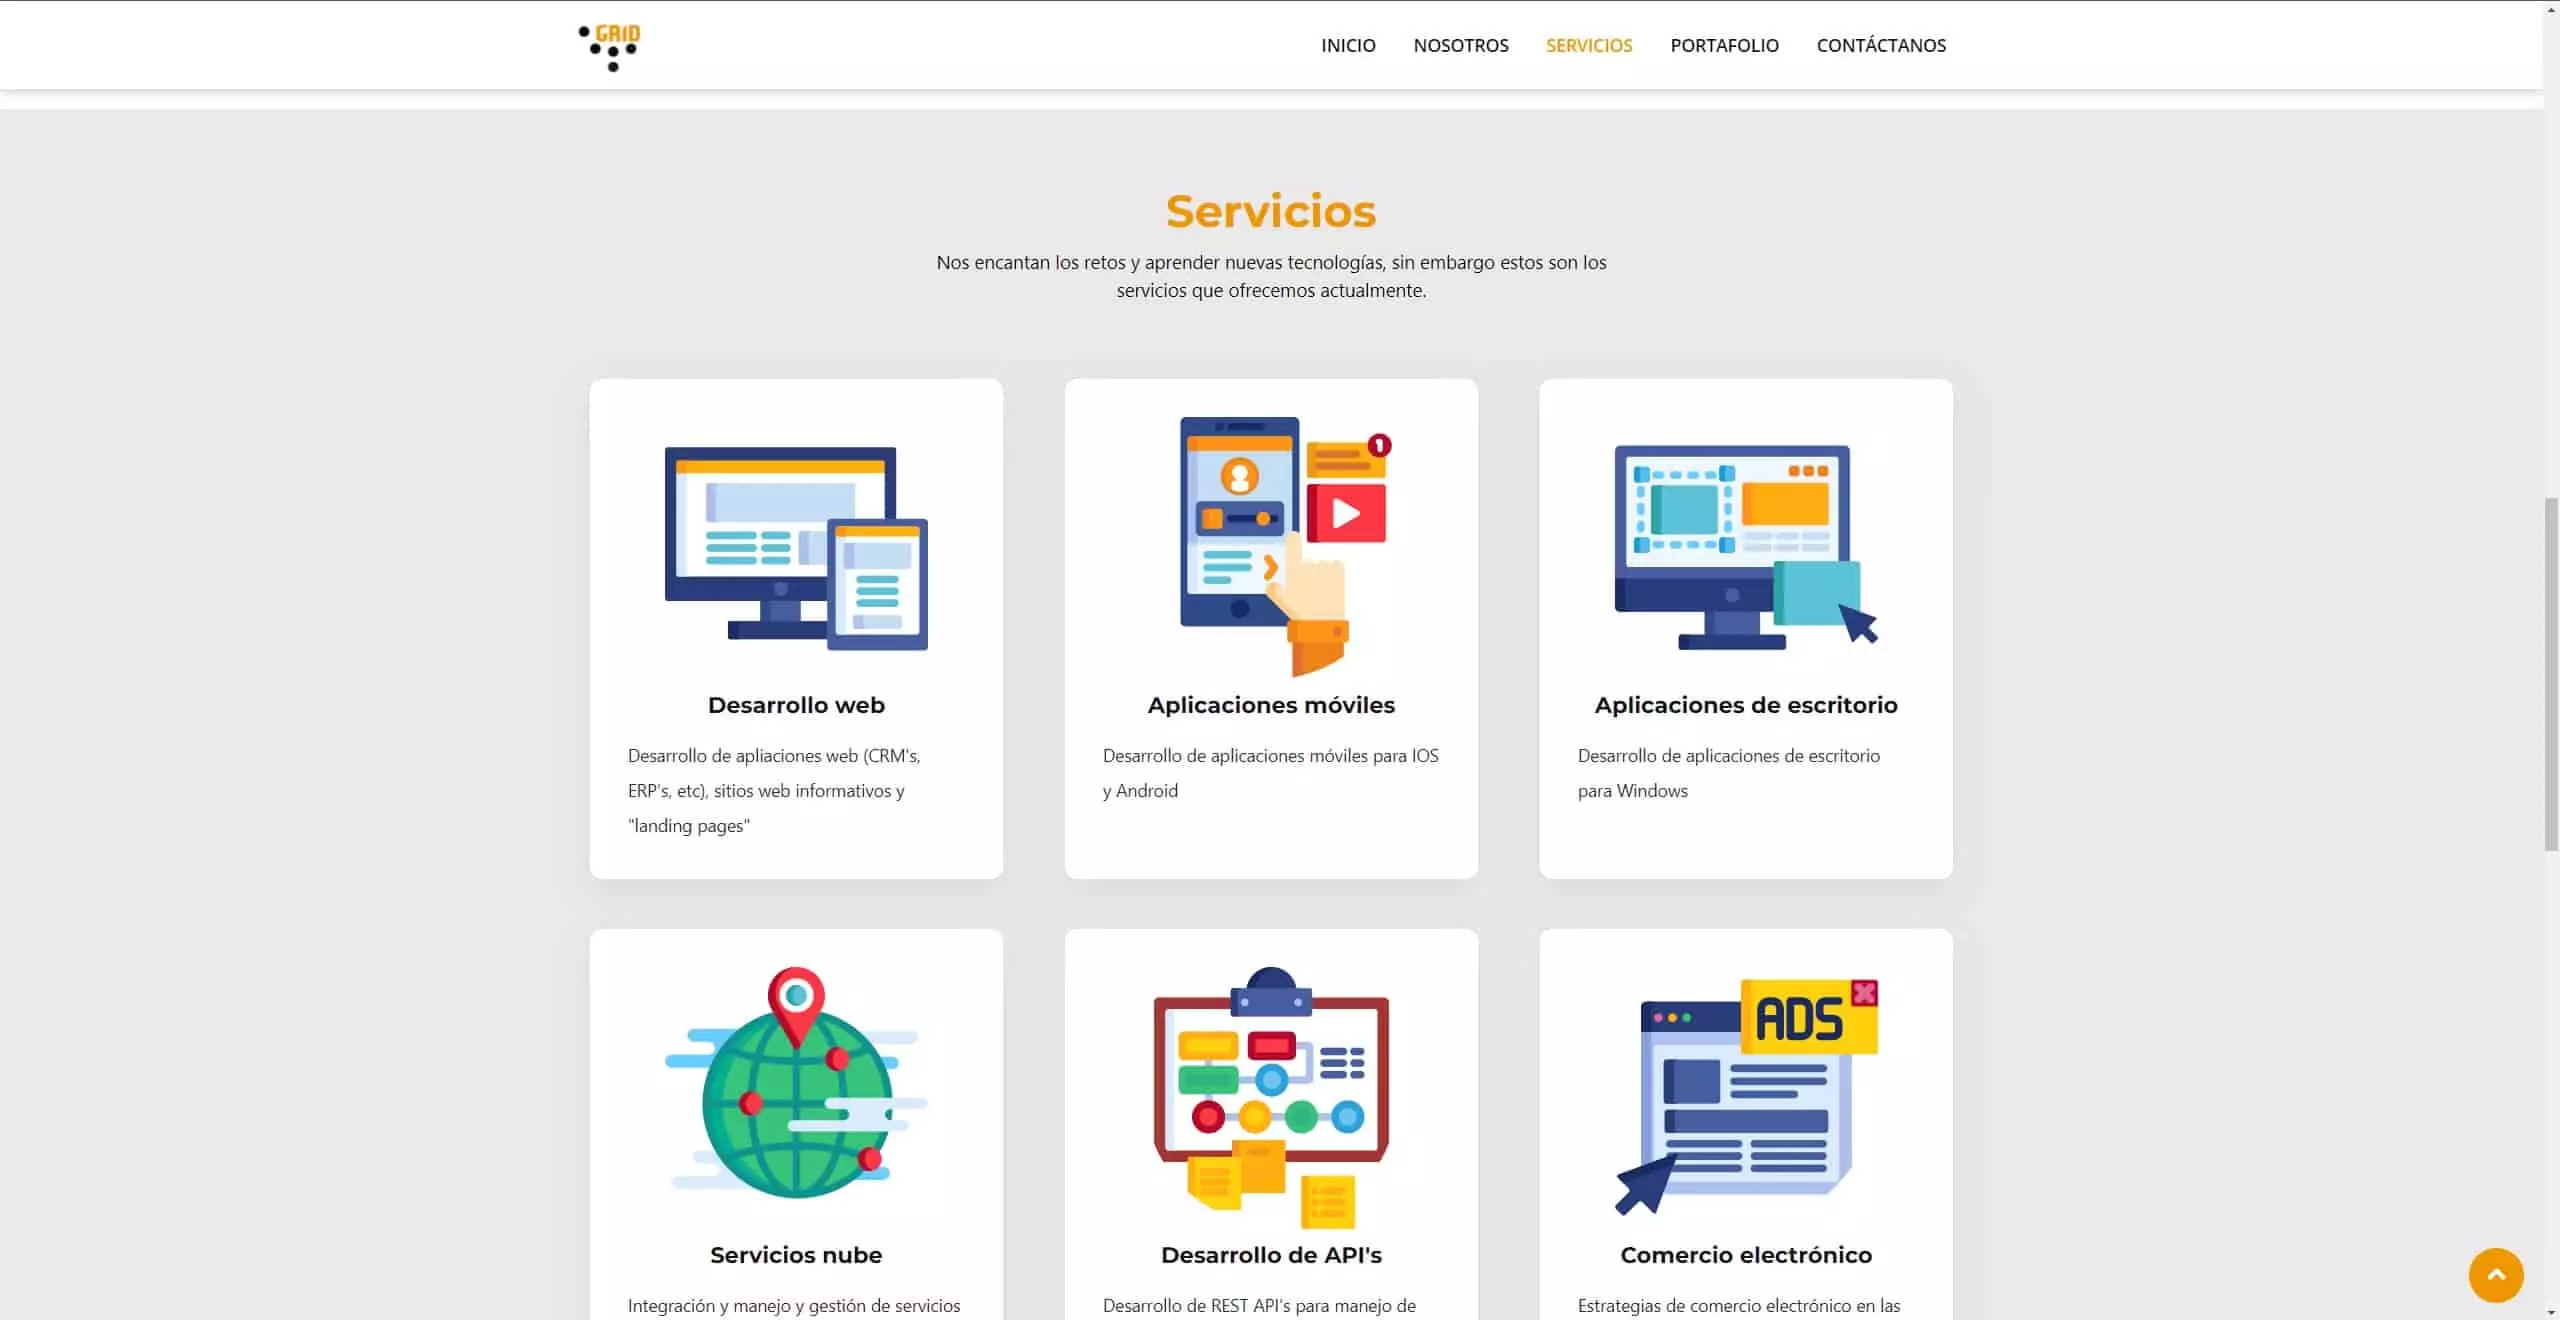 GRID
INICIO NOSOTROS SERVICIOS PORTAFOLIO CONTÁCTANOS
Servicios
Nos encantan los retos y aprender nuevas tecnologías, sin embargo estos son los
servicios que ofrecemos actualmente.
1
Desarrollo web
Desarrollo de apliaciones web (CRM's,
ERP's, etc), sitios web informativos y
"landing pages"
Aplicaciones móviles
Desarrollo de aplicaciones móviles para IOS
y Android
Aplicaciones de escritorio
Desarrollo de aplicaciones de escritorio
para Windows
Servicios nube
Integración y manejo y gestión de servicios
Desarrollo de API's
Desarrollo de REST API's para manejo de
ADS
Comercio electrónico
Estrategias de comercio electrónico en las